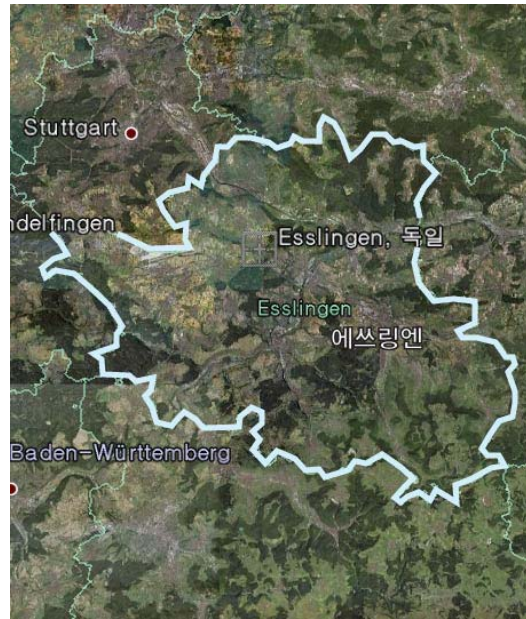 Stuttgart
ndelfingen
Esslingen, 독일
Esslingen
에쓰링엔
Baden-Württemberg